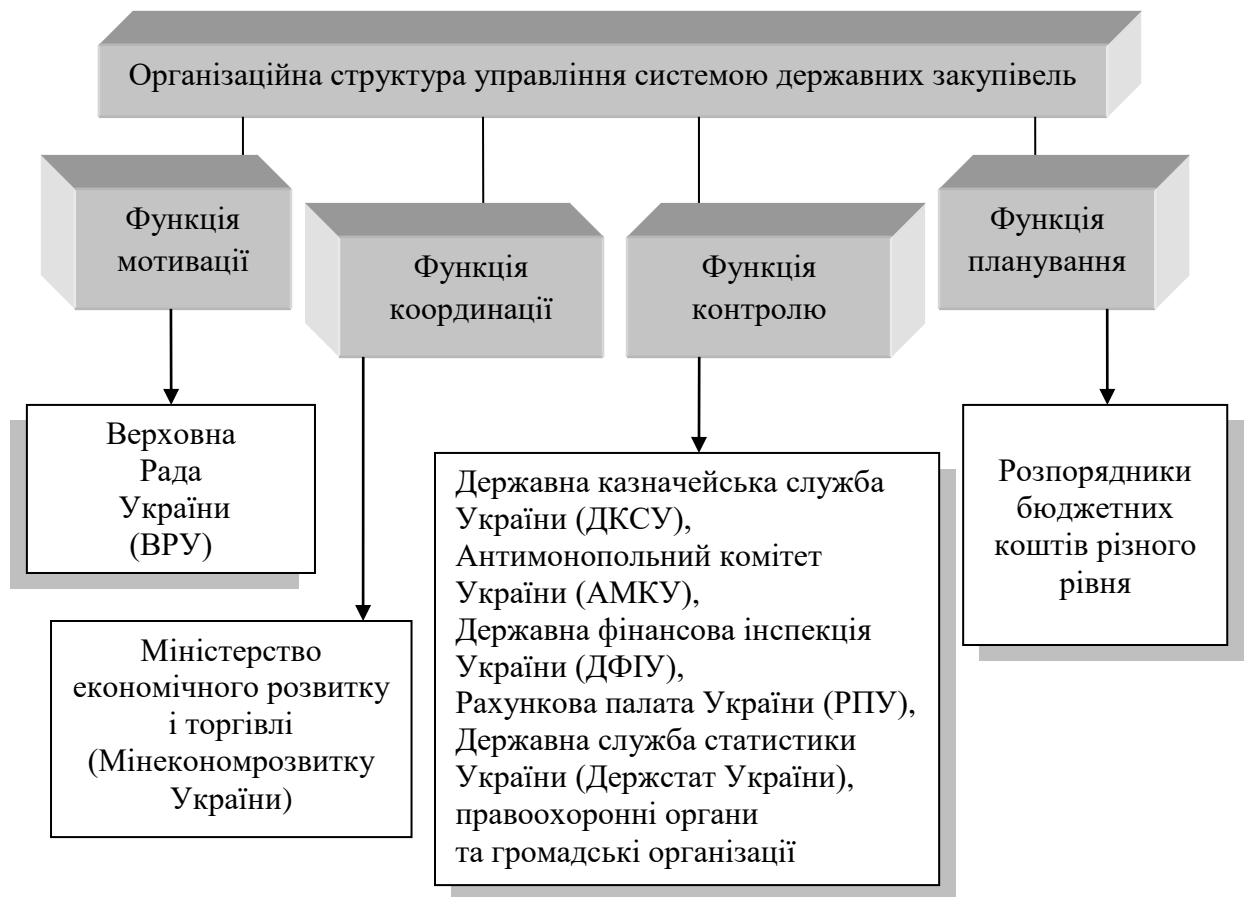 Організаційна структура управління системою державних закупівель
Функція
мотивації
Функція
координації
Функція
контролю
Функція
планування
Верховна
Рада
України
(ВРУ)
Міністерство
економічного розвитку
і торгівлі
(Мінекономрозвитку
України)
Державна казначейська служба
України (ДКСУ),
Антимонопольний комітет
України (АМКУ),
Державна фінансова інспекція
України (ДФІУ),
Рахункова палата України (РПУ),
Державна служба статистики
України (Держстат України),
правоохоронні органи
та громадські організації
Розпорядники
бюджетних
коштів різного
рівня